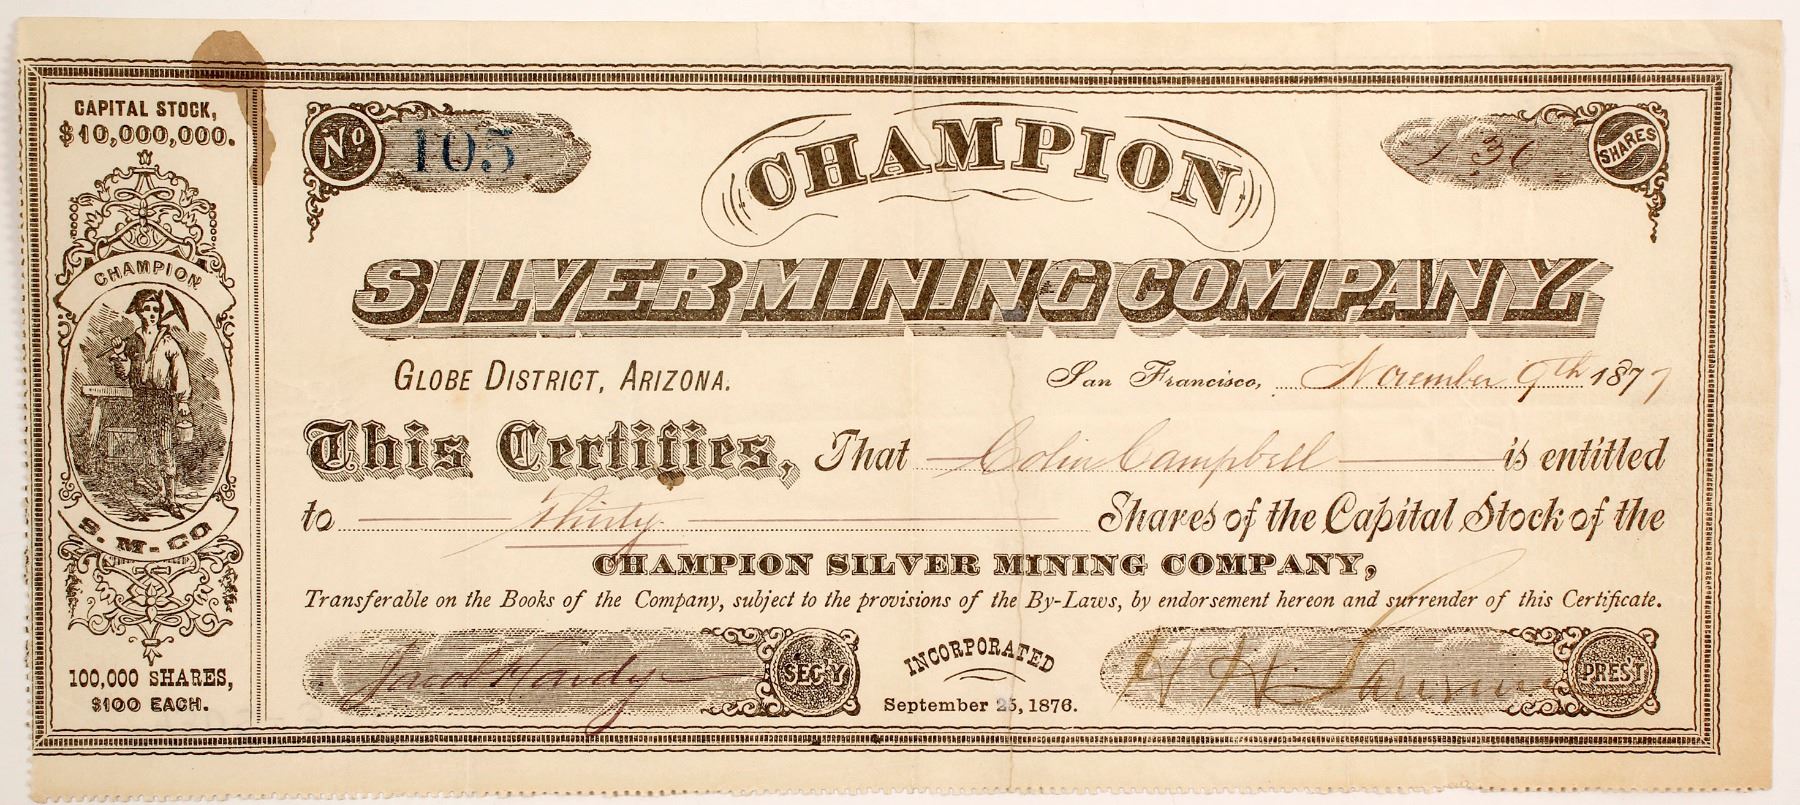 CAPITAL STOCK,
$10,000,000.
CHAMPION
S. M. CO
100,000 SHARES,
$100 EACH.
No 105
CHAMPION
30 SHARES
SILVER MINING COMPANY.
GLOBE DISTRICT, ARIZONA.
San Francisco, November 9th 1877
This Certifies, That Colin Campbell is entitled
to Thirty Shares of the Capital Stock of the
CHAMPION SILVER MINING COMPANY,
Transferable on the Books of the Company, subject to the provisions of the By-Laws, by endorsement hereon and surrender of this Certificate.
Jacob Hardy SEC'Y
INCORPORATED
September 25, 1876.
H H PRES'T